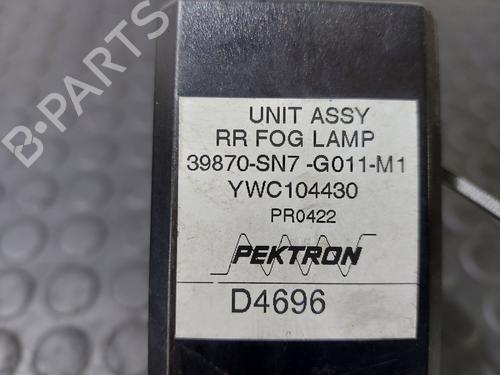 UNIT ASSY
RR FOG LAMP
39870-SN7 -G011-M1
YWC104430
PR0422
PEKTRON
D4696
B-PARTS